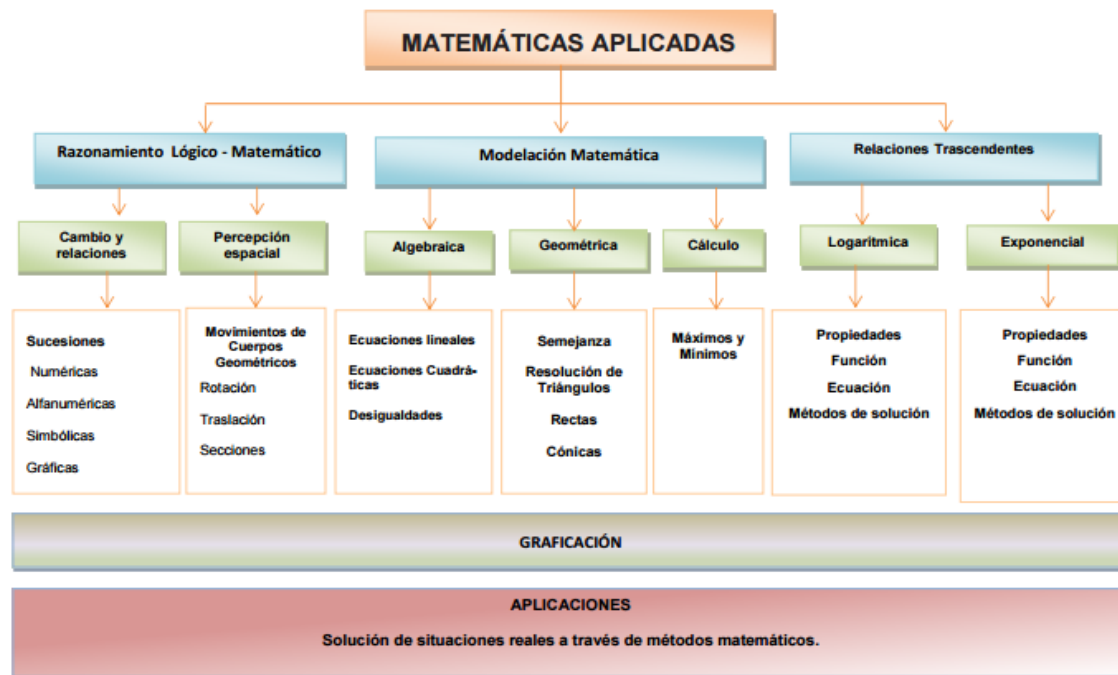 MATEMÁTICAS APLICADAS
Razonamiento Lógico - Matemático
Modelación Matemática
Relaciones Trascendentes
Cambio y
relaciones
Percepción
espacial
Algebraica
Geométrica
Cálculo
Logaritmica
Exponencial
Sucesiones
Numéricas
Alfanuméricas
Simbólicas
Gráficas
Movimientos de
Cuerpos
Geométricos
Rotación
Traslación
Secciones
Ecuaciones lineales
Ecuaciones Cuadrá-
ticas
Desigualdades
Semejanza
Resolución de
Triángulos
Rectas
Cónicas
Máximos y
Mínimos
Propiedades
Función
Ecuación
Métodos de solución
Propiedades
Función
Ecuación
Métodos de solución
GRAFICACIÓN
APLICACIONES
Solución de situaciones reales a través de métodos matemáticos.